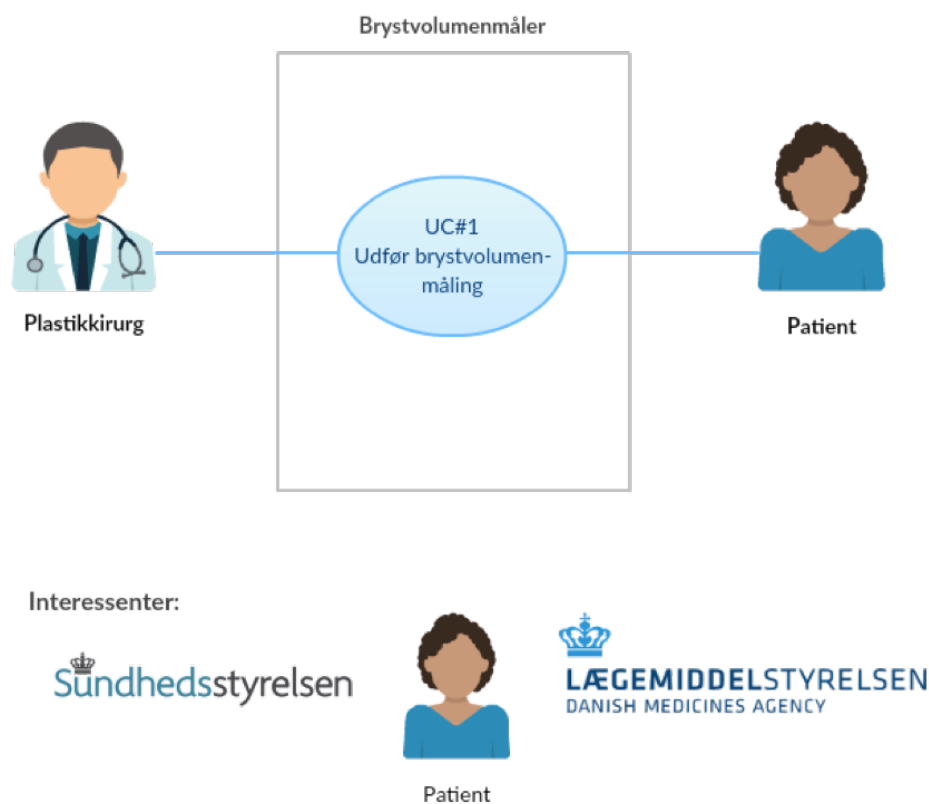 Brystvolumenmåler
UC#1
Udfør brystvolumen-
måling
Plastikkirurg
Patient
Interessenter:
Sundhedsstyrelsen
LÆGEMIDDELSTYRELSEN
DANISH MEDICINES AGENCY
Patient